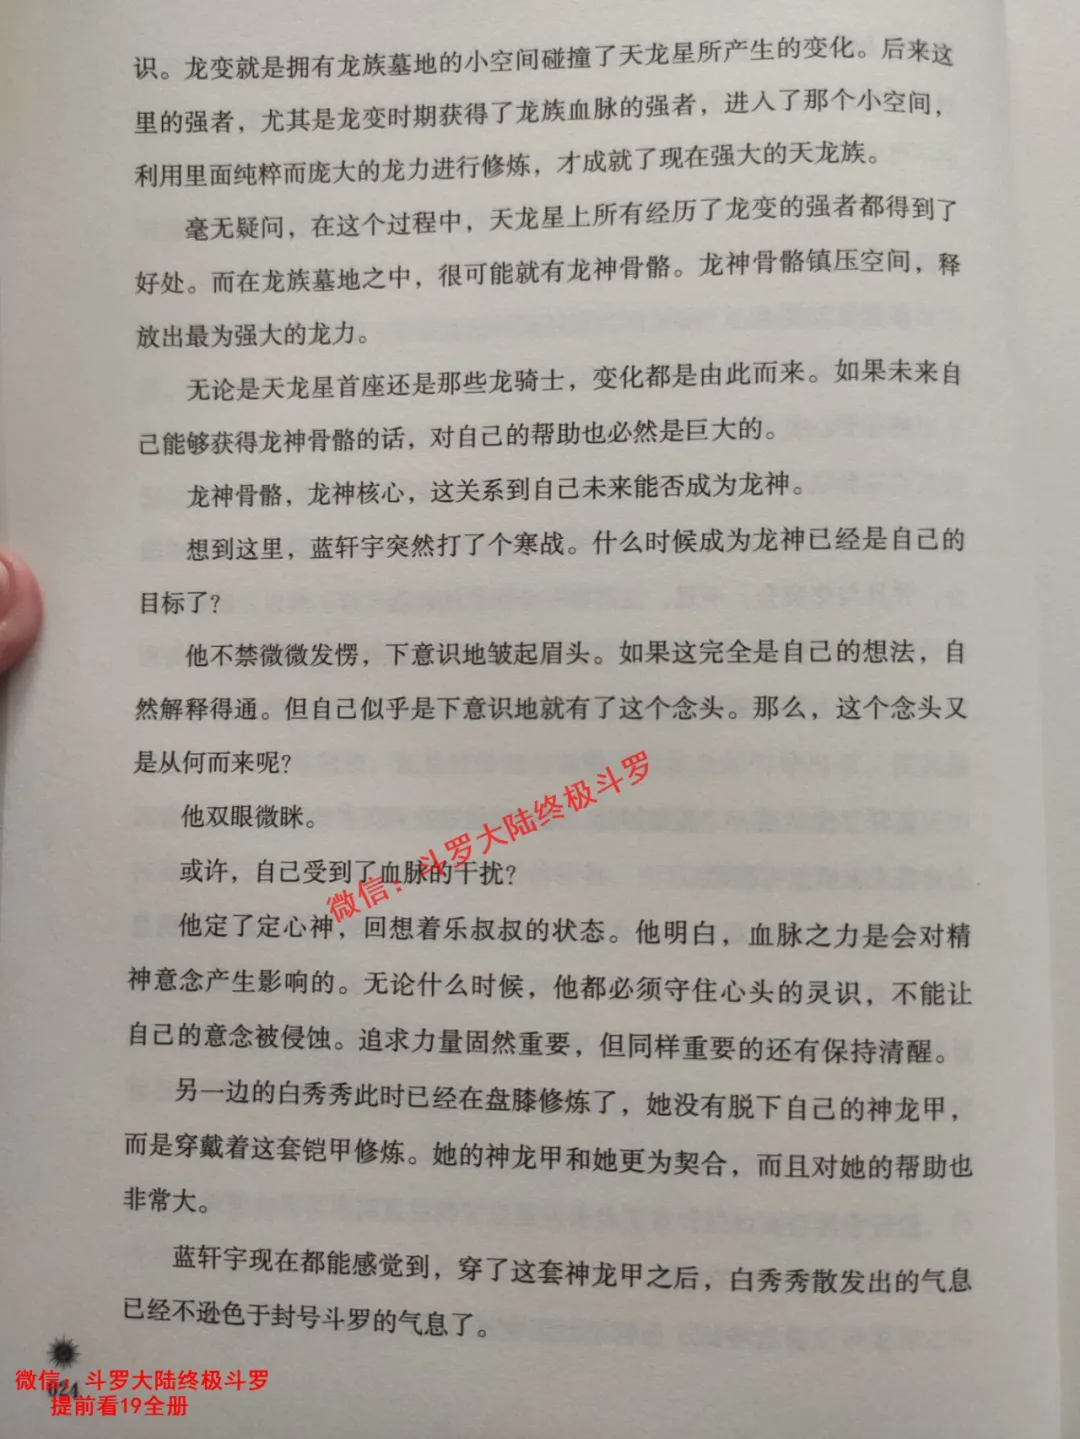 识。龙变就是拥有龙族墓地的小空间碰撞了天龙星所产生的变化。后来这
里的强者，尤其是龙变时期获得了龙族血脉的强者，进入了那个小空间，
利用里面纯粹而庞大的龙力进行修炼，才成就了现在强大的天龙族。
毫无疑问，在这个过程中，天龙星上所有经历了龙变的强者都得到了
好处。而在龙族墓地之中，很可能就有龙神骨骼。龙神骨骼镇压空间，释
放出最为强大的龙力。
无论是天龙星首座还是那些龙骑士，变化都是由此而来。如果未来自
己能够获得龙神骨骼的话，对自己的帮助也必然是巨大的。
龙神骨骼，龙神核心，这关系到自己未来能否成为龙神。
想到这里，蓝轩宇突然打了个寒战。什么时候成为龙神已经是自己的
目标了？
他不禁微微发愣，下意识地皱起眉头。如果这完全是自己的想法，自
然解释得通。但自己似乎是下意识地就有了这个念头。那么，这个念头又
是从何而来呢？
他双眼微眯。
或许，自己受到了血脉的干扰？
他定了定心神，回想着乐叔叔的状态。他明白，血脉之力是会对精
神意念产生影响的。无论什么时候，他都必须守住心头的灵识，不能让
自己的意念被侵蚀。追求力量固然重要，但同样重要的还有保持清醒。
另一边的白秀秀此时已经在盘膝修炼了，她没有脱下自己的神龙甲，
而是穿戴着这套铠甲修炼。她的神龙甲和她更为契合，而且对她的帮助也
非常大。
蓝轩宇现在都能感觉到，穿了这套神龙甲之后，白秀秀散发出的气息
已经不逊色于封号斗罗的气息了。
微信：斗罗大陆终极斗罗
024
微信：斗罗大陆终极斗罗
提前看19全册